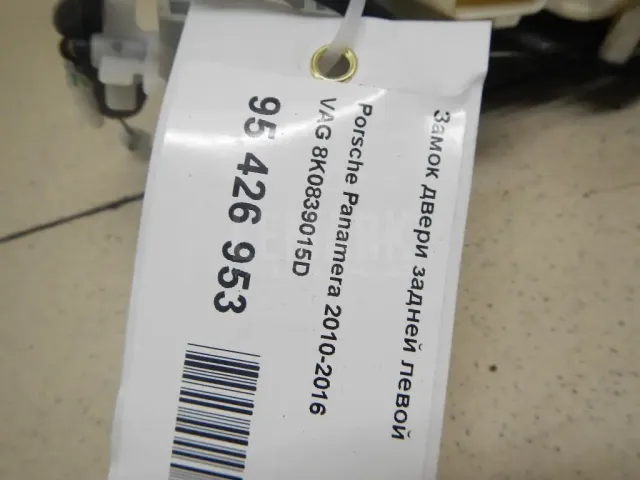 Замок двери задней левой
Porsche Panamera 2010-2016
VAG 8K0839015D
95 426 953